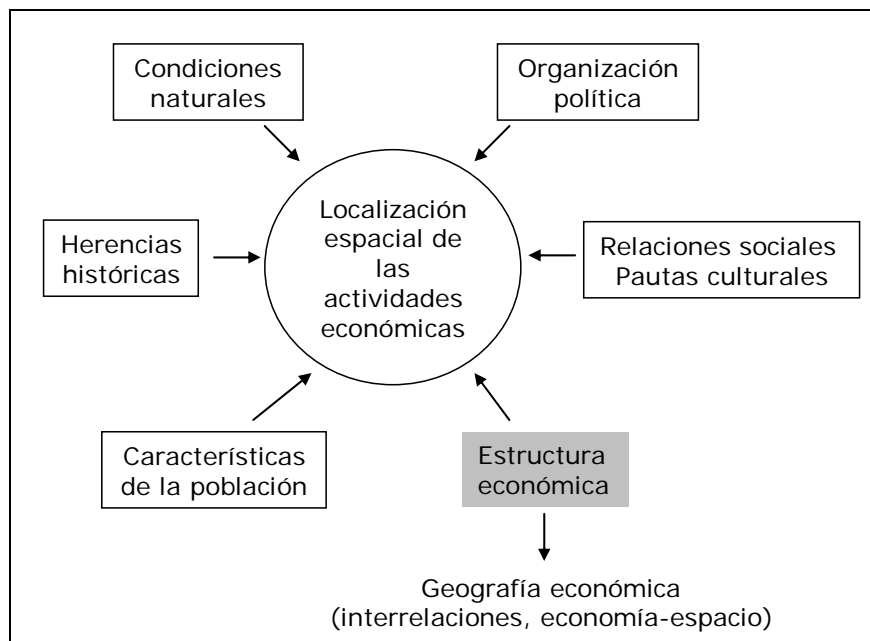 Condiciones
naturales
Organización
política
Localización
espacial de
las
actividades
económicas
Herencias
históricas
Relaciones sociales
Pautas culturales
Características
de la población
Estructura
económica
Geografía económica
(interrelaciones, economía-espacio)